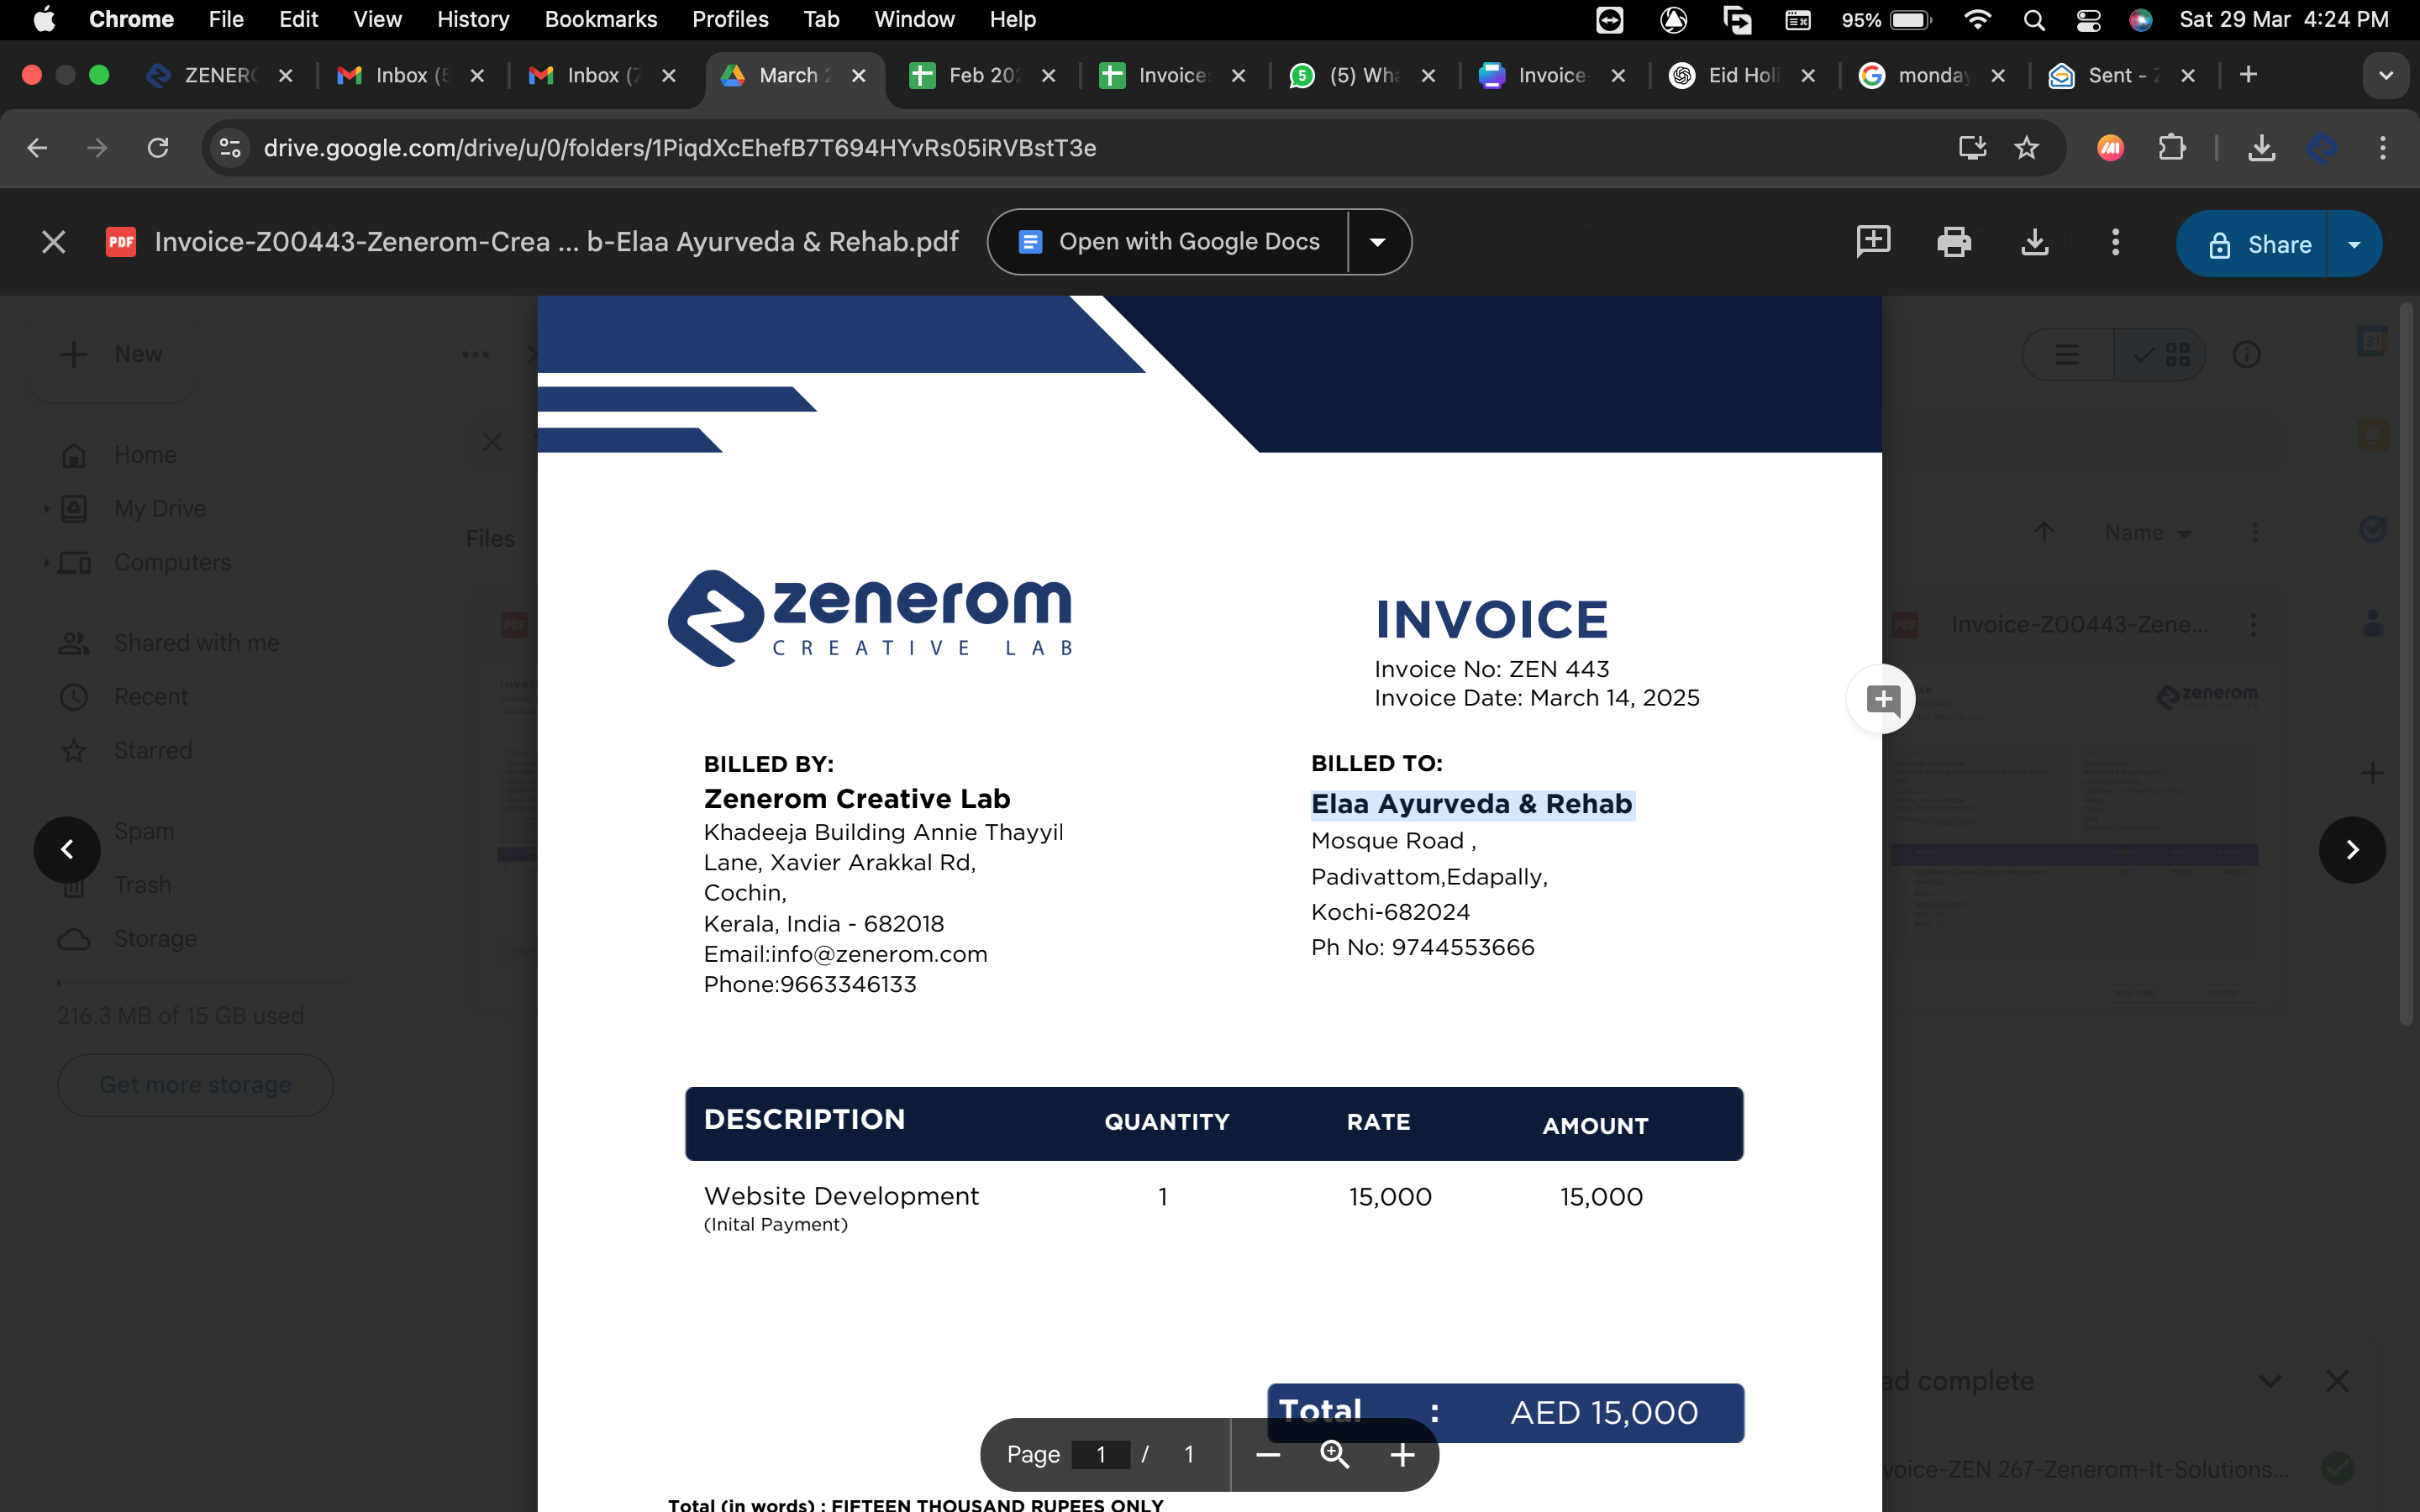 Chrome File Edit View History Bookmarks Profiles Tab Window Help 95% Sat 29 Mar 4:24 PM
ZENER Inbox (5 Inbox (7 March 2 Feb 202 Invoice (5) Wha Invoice- Eid Holi monday Sent - Z
drive.google.com/drive/u/0/folders/1PiqdXcEhefB7T694HYvRs05iRVBstT3e
PDF Invoice-Z00443-Zenerom-Crea ... b-Elaa Ayurveda & Rehab.pdf Open with Google Docs Share
New
Home
My Drive
Computers
Shared with me
Recent
Starred
Spam
Trash
Storage
216.3 MB of 15 GB used
Get more storage
Files
Name
PDF Invoice-Z00443-Zene...
zenerom
CREATIVE LAB
INVOICE
Invoice No: ZEN 443
Invoice Date: March 14, 2025
BILLED BY:
Zenerom Creative Lab
Khadeeja Building Annie Thayyil
Lane, Xavier Arakkal Rd,
Cochin,
Kerala, India - 682018
Email:info@zenerom.com
Phone:9663346133
BILLED TO:
Elaa Ayurveda & Rehab
Mosque Road ,
Padivattom,Edapally,
Kochi-682024
Ph No: 9744553666
DESCRIPTION QUANTITY RATE AMOUNT
Website Development 1 15,000 15,000
(Inital Payment)
Total : AED 15,000
Page 1 / 1
Total (in words) : FIFTEEN THOUSAND RUPEES ONLY
ad complete
voice-ZEN 267-Zenerom-It-Solutions...